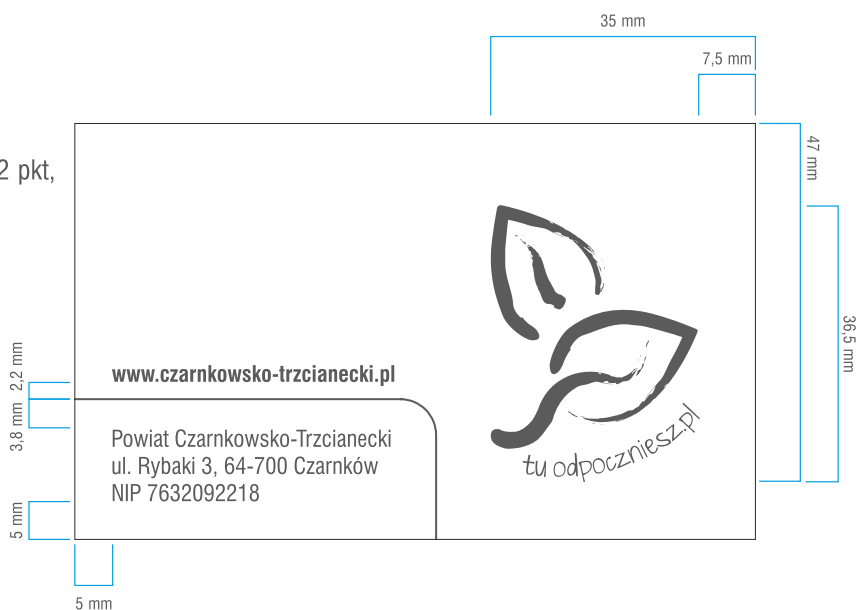 35 mm
7,5 mm
2 pkt,
47 mm
36,5 mm
2,2 mm
www.czarnkowsko-trzcianecki.pl
3,8 mm
Powiat Czarnkowsko-Trzcianecki
ul. Rybaki 3, 64-700 Czarnków
NIP 7632092218
tu odpoczniesz.pl
5 mm
5 mm